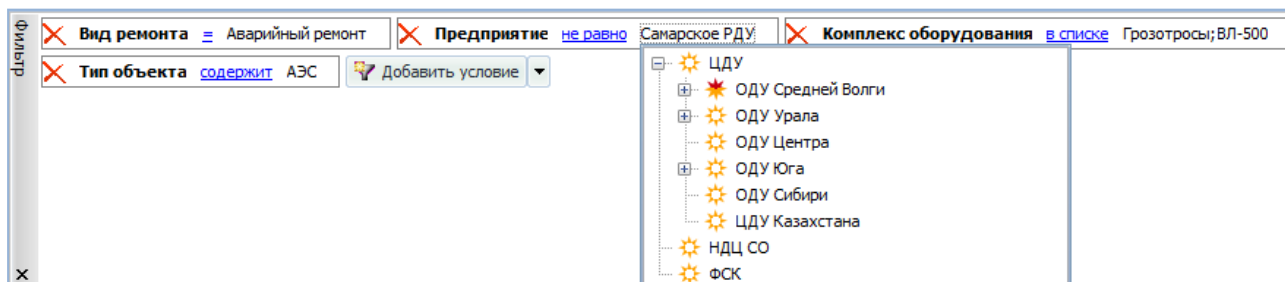 Фильтр
Вид ремонта = Аварийный ремонт Предприятие не равно Самарское РДУ Комплекс оборудования в списке Грозотросы;ВЛ-500
Тип объекта содержит АЭС Добавить условие
ЦДУ
ОДУ Средней Волги
ОДУ Урала
ОДУ Центра
ОДУ Юга
ОДУ Сибири
ЦДУ Казахстана
НДЦ СО
ФСК